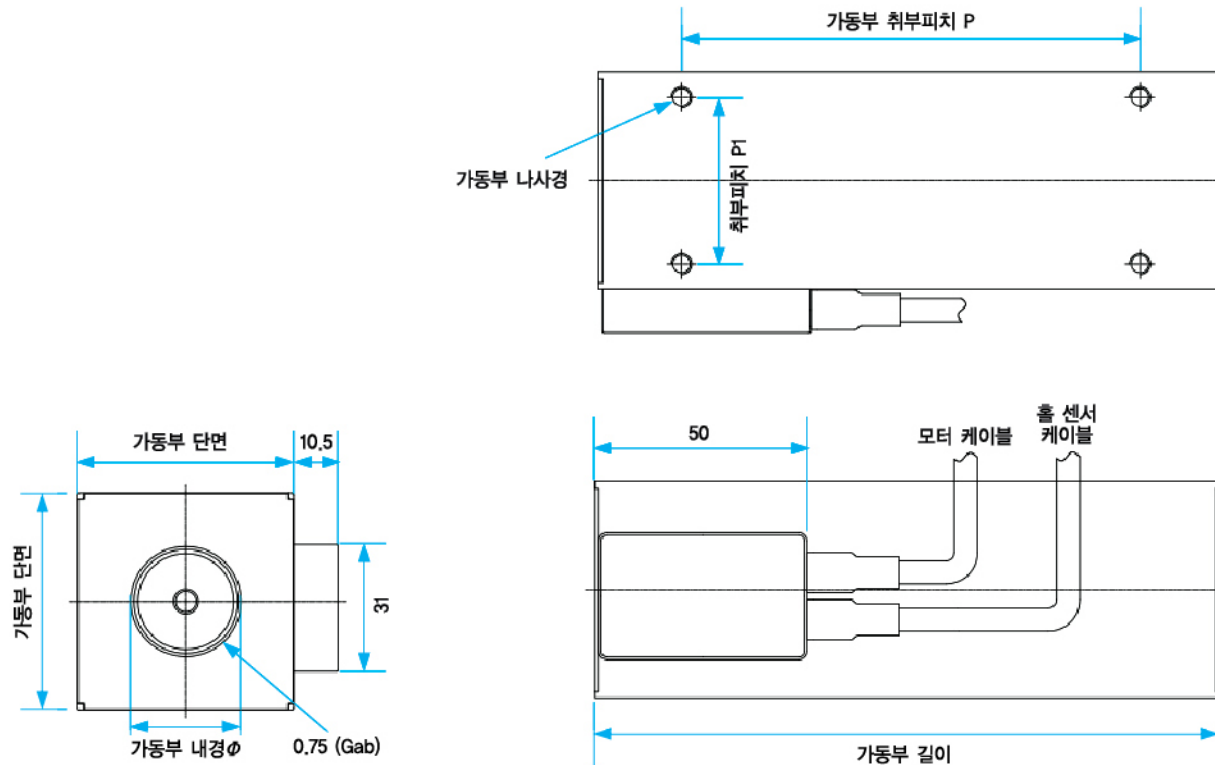 가동부 취부피치 P
가동부 나사경
취부피치 P1
가동부 단면
10.5
가동부 단면
31
가동부 내경Φ
0.75 (Gab)
50
모터 케이블
홀 센서
케이블
가동부 길이